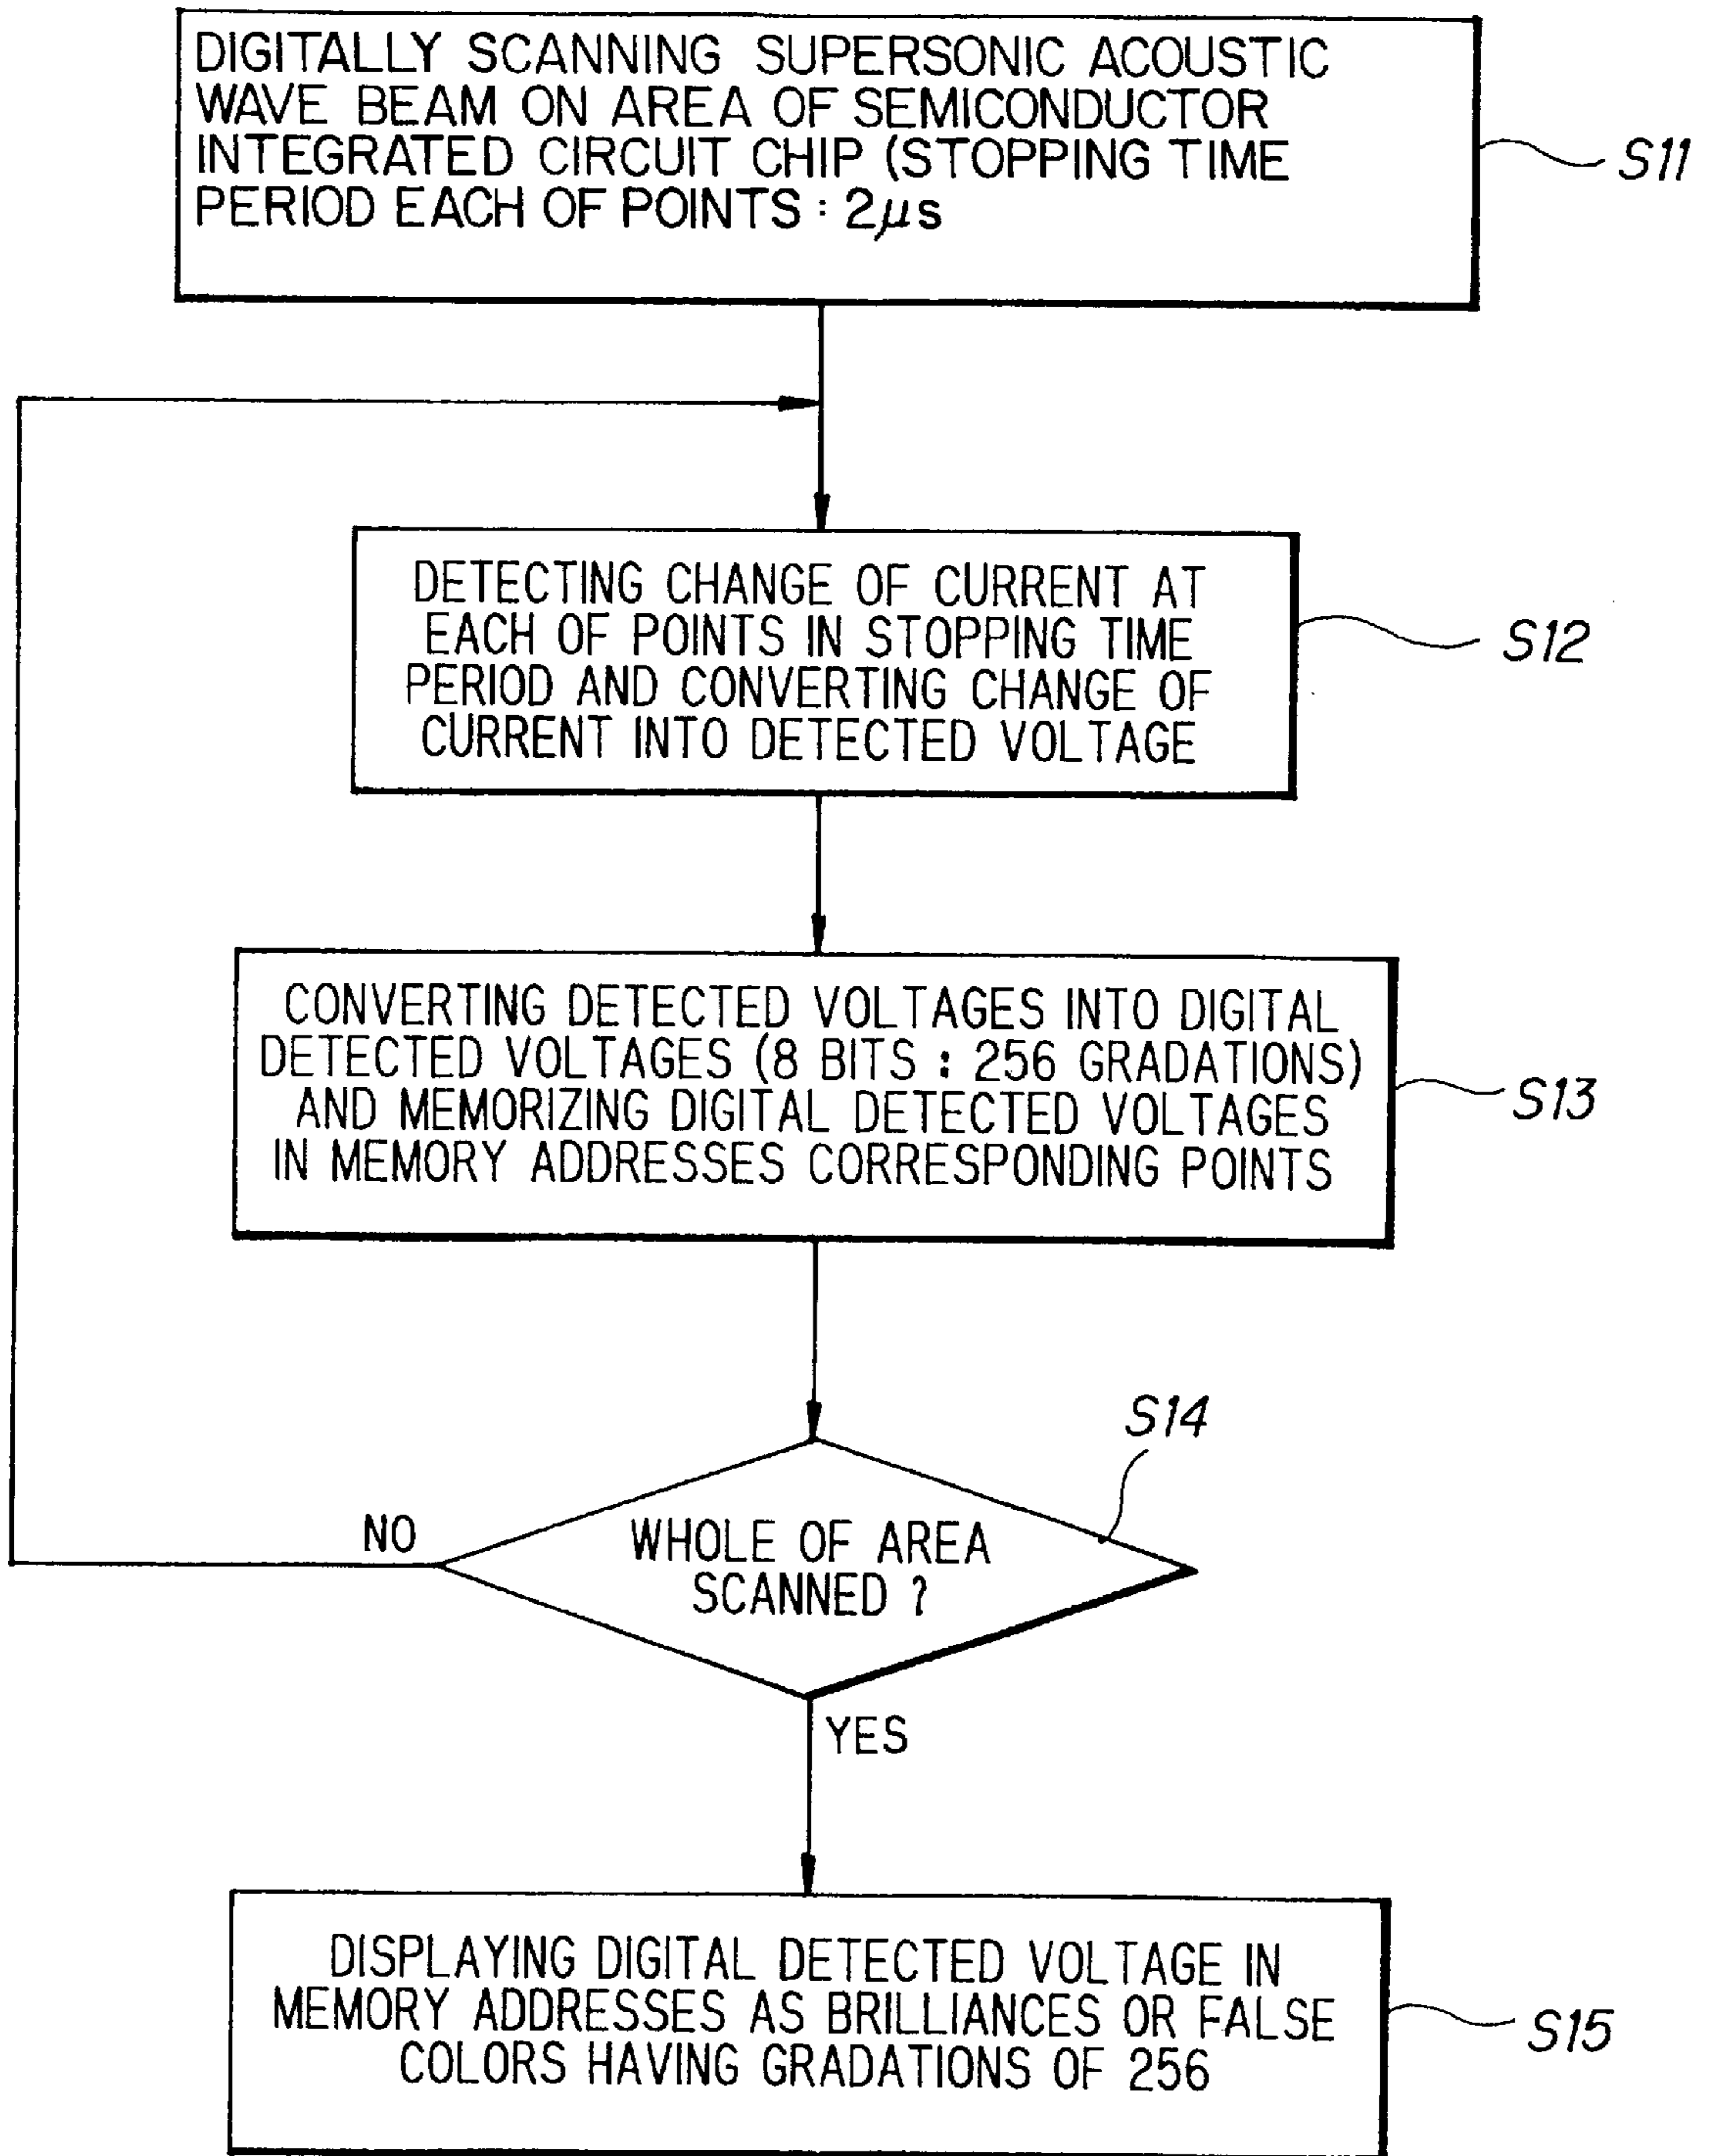 DIGITALLY SCANNING SUPERSONIC ACOUSTIC
WAVE BEAM ON AREA OF SEMICONDUCTOR
INTEGRATED CIRCUIT CHIP (STOPPING TIME
PERIOD EACH OF POINTS : 2μs
S11
DETECTING CHANGE OF CURRENT AT
EACH OF POINTS IN STOPPING TIME
PERIOD AND CONVERTING CHANGE OF
CURRENT INTO DETECTED VOLTAGE
S12
CONVERTING DETECTED VOLTAGES INTO DIGITAL
DETECTED VOLTAGES (8 BITS : 256 GRADATIONS)
AND MEMORIZING DIGITAL DETECTED VOLTAGES
IN MEMORY ADDRESSES CORRESPONDING POINTS
S13
S14
NO
WHOLE OF AREA
SCANNED ?
YES
DISPLAYING DIGITAL DETECTED VOLTAGE IN
MEMORY ADDRESSES AS BRILLIANCES OR FALSE
COLORS HAVING GRADATIONS OF 256
S15